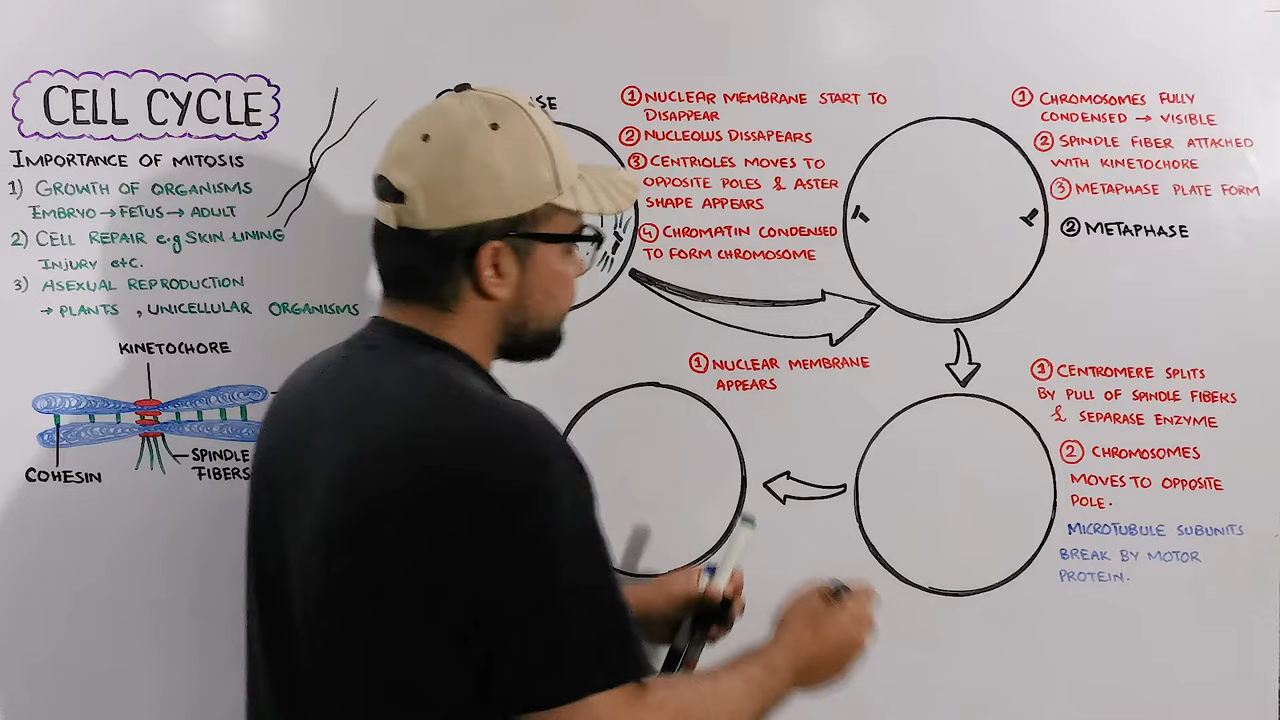 CELL CYCLE
IMPORTANCE OF MITOSIS
1) GROWTH OF ORGANISMS
EMBRYO → FETUS → ADULT
2) CELL REPAIR e.g SKIN LINING
INJURY etc.
3) ASEXUAL REPRODUCTION
→ PLANTS , UNICELLULAR ORGANISMS
KINETOCHORE
COHESIN
SPINDLE
FIBERS
① NUCLEAR MEMBRANE START TO
DISAPPEAR
② NUCLEOLUS DISSAPEARS
③ CENTRIOLES MOVES TO
OPPOSITE POLES & ASTER
SHAPE APPEARS
④ CHROMATIN CONDENSED
TO FORM CHROMOSOME
① CHROMOSOMES FULLY
CONDENSED → VISIBLE
② SPINDLE FIBER ATTACHED
WITH KINETOCHORE
③ METAPHASE PLATE FORM
② METAPHASE
① NUCLEAR MEMBRANE
APPEARS
① CENTROMERE SPLITS
BY PULL OF SPINDLE FIBERS
& SEPARASE ENZYME
② CHROMOSOMES
MOVES TO OPPOSITE
POLE.
MICROTUBULE SUBUNITS
BREAK BY MOTOR
PROTEIN.